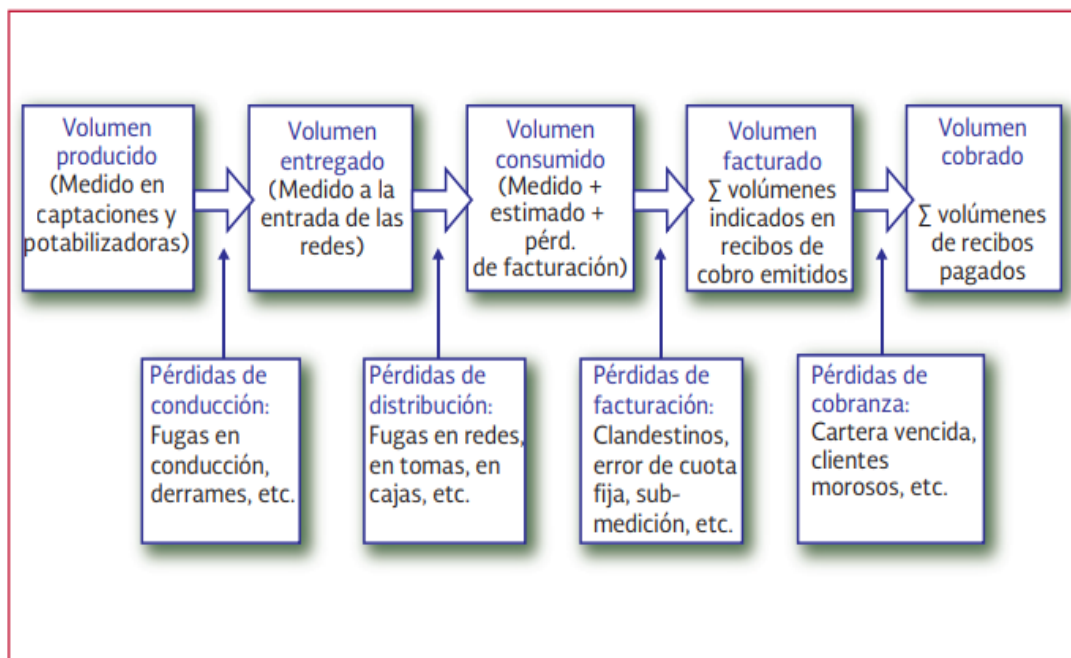 Volumen
producido
(Medido en
captaciones y
potabilizadoras)
Volumen
entregado
(Medido a la
entrada de las
redes)
Volumen
consumido
(Medido +
estimado +
pérd.
de facturación)
Volumen
facturado
∑ volúmenes
indicados en
recibos de
cobro emitidos
Volumen
cobrado
∑ volúmenes
de recibos
pagados
Pérdidas de
conducción:
Fugas en
conducción,
derrames, etc.
Pérdidas de
distribución:
Fugas en redes,
en tomas, en
cajas, etc.
Pérdidas de
facturación:
Clandestinos,
error de cuota
fija, sub-
medición, etc.
Pérdidas de
cobranza:
Cartera vencida,
clientes
morosos, etc.